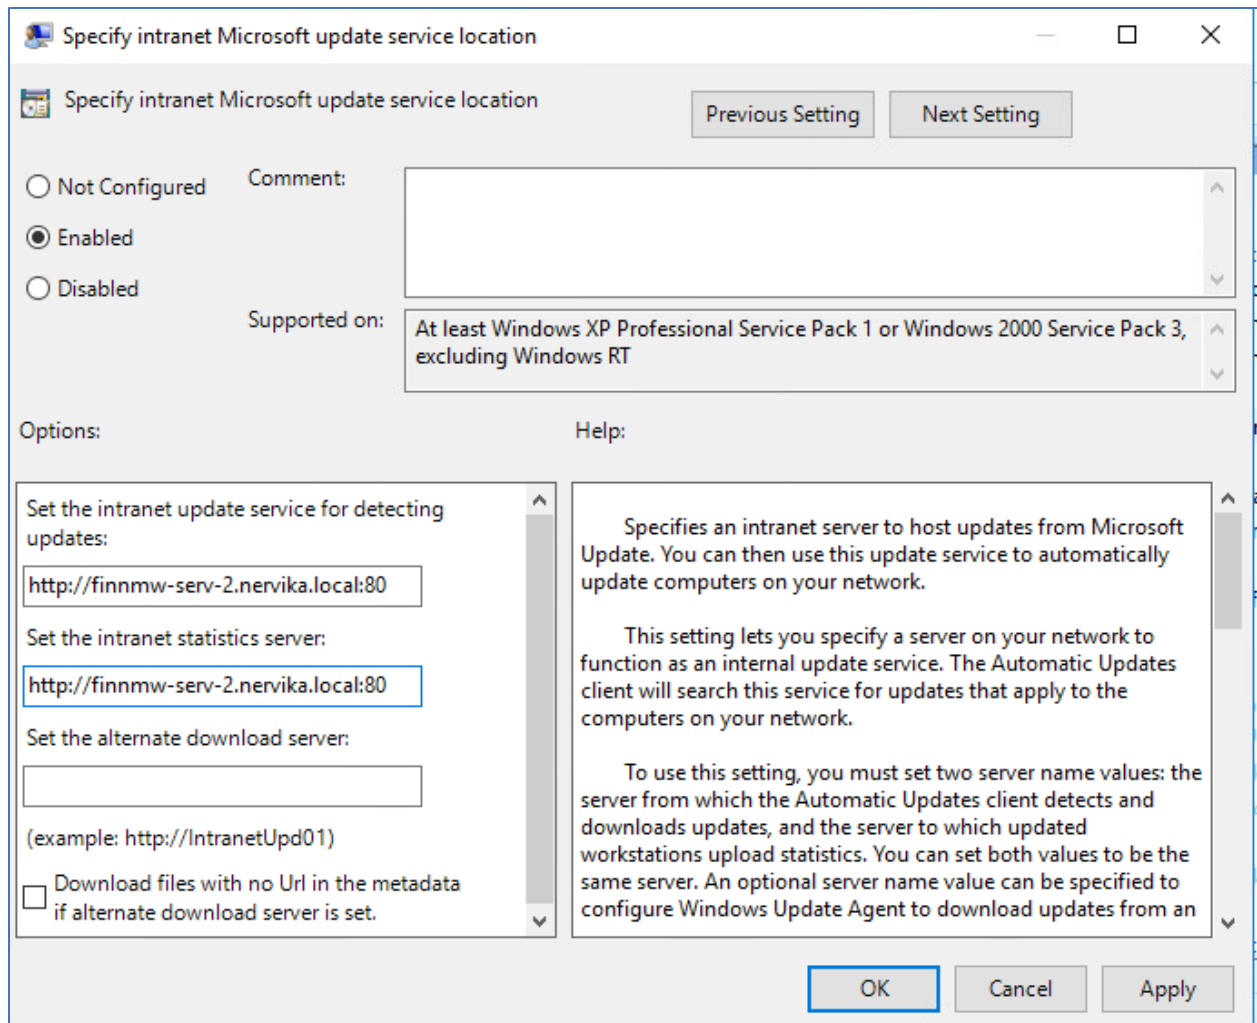 Specify intranet Microsoft update service location
Specify intranet Microsoft update service location
Previous Setting
Next Setting
Not Configured
Enabled
Disabled
Comment:
Supported on:
At least Windows XP Professional Service Pack 1 or Windows 2000 Service Pack 3,
excluding Windows RT
Options:
Help:
Set the intranet update service for detecting
updates:
http://finnmw-serv-2.nervika.local:80
Set the intranet statistics server:
http://finnmw-serv-2.nervika.local:80
Set the alternate download server:
(example: http://IntranetUpd01)
Download files with no Url in the metadata
if alternate download server is set.
Specifies an intranet server to host updates from Microsoft
Update. You can then use this update service to automatically
update computers on your network.
This setting lets you specify a server on your network to
function as an internal update service. The Automatic Updates
client will search this service for updates that apply to the
computers on your network.
To use this setting, you must set two server name values: the
server from which the Automatic Updates client detects and
downloads updates, and the server to which updated
workstations upload statistics. You can set both values to be the
same server. An optional server name value can be specified to
configure Windows Update Agent to download updates from an
OK
Cancel
Apply